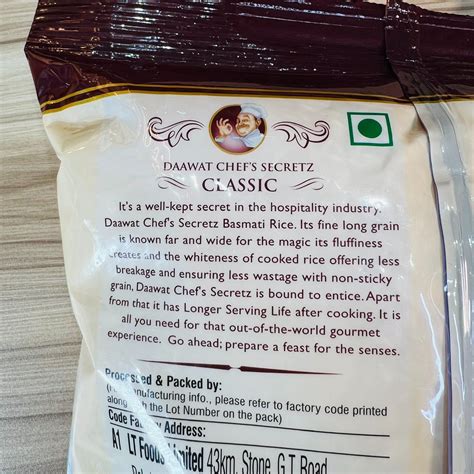 DAAWAT CHEF'S SECRETZ
CLASSIC
It's a well-kept secret in the hospitality industry.
Daawat Chef's Secretz Basmati Rice. Its fine long grain
is known far and wide for the magic its fluffiness
creates and the whiteness of cooked rice offering less
breakage and ensuring less wastage with non-sticky
grain. Daawat Chef's Secretz is bound to entice. Apart
from that it has Longer Serving Life after cooking. It is
all you need for that out-of-the-world gourmet
experience. Go ahead; prepare a feast for the senses.
Processed & Packed by:
manufacturing info., please refer to factory code printed
along with the Lot Number on the pack)
Code Factory Address:
A1 LT Foods Limited 43km. Stone, G.T. Road